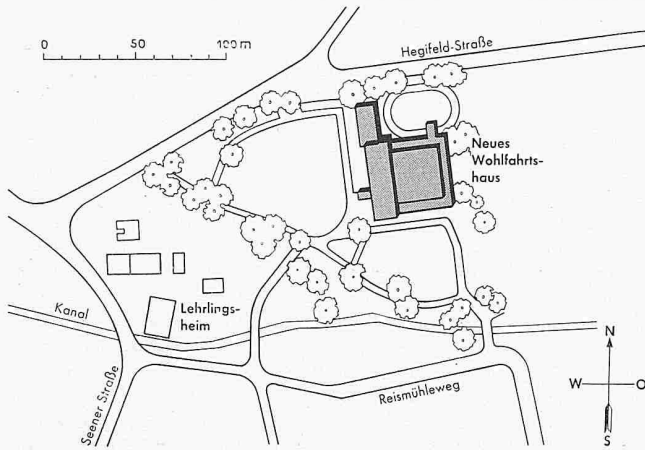 0 50 100 m
Hegifeld-Straße
Neues
Wohlfahrts-
haus
Lehrlings-
heim
Kanal
Seener Straße
Reismühleweg
N
W O
S